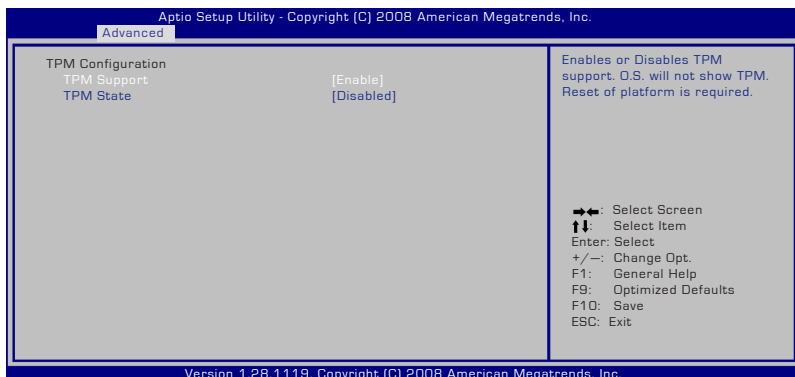 Aptio Setup Utility - Copyright (C) 2008 American Megatrends, Inc.
Advanced
TPM Configuration
TPM Support [Enable]
TPM State [Disabled]
Enables or Disables TPM
support. O.S. will not show TPM.
Reset of platform is required.
→←: Select Screen
↑↓: Select Item
Enter: Select
+/–: Change Opt.
F1: General Help
F9: Optimized Defaults
F10: Save
ESC: Exit
Version 1.28.1119. Copyright (C) 2008 American Megatrends, Inc.